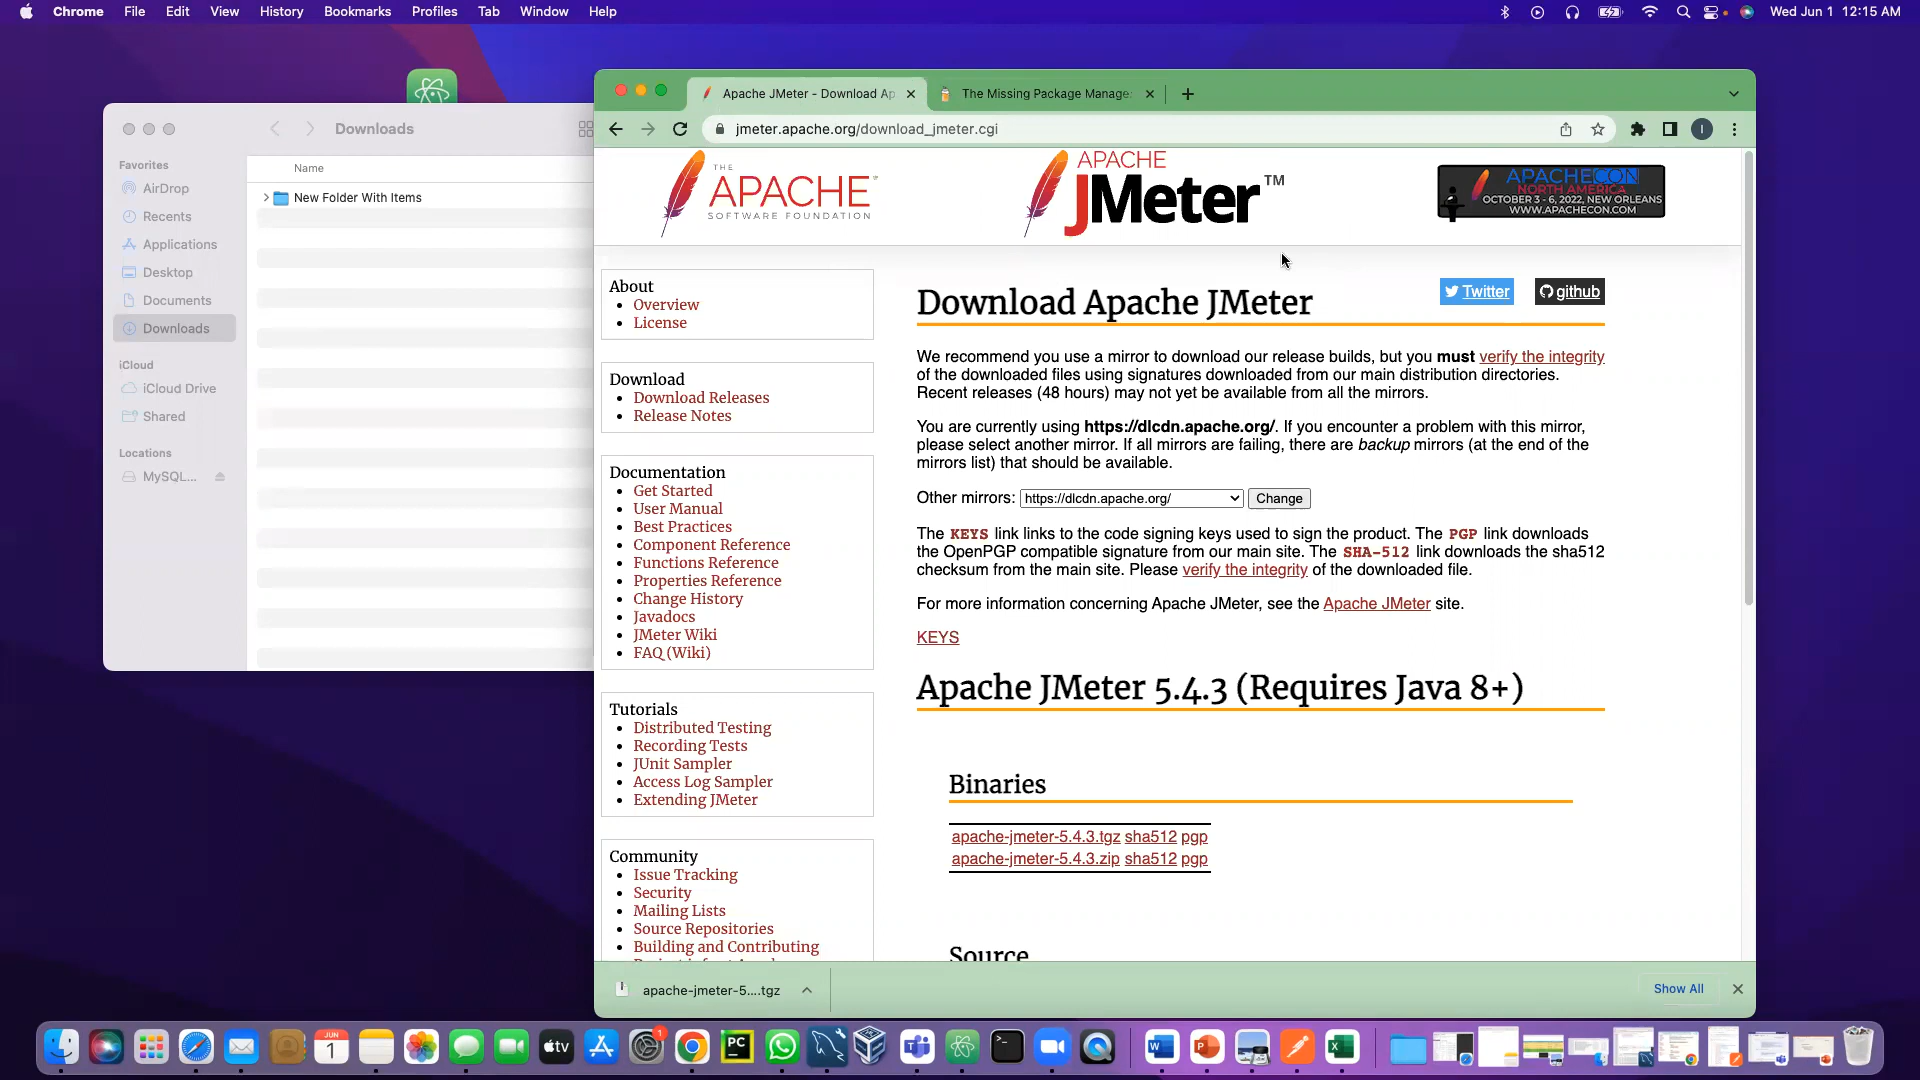 Chrome File Edit View History Bookmarks Profiles Tab Window Help Wed Jun 1 12:15 AM
Downloads
Favorites
AirDrop
Recents
Applications
Desktop
Documents
Downloads
iCloud
iCloud Drive
Shared
Locations
MySQL...
Name
New Folder With Items
Apache JMeter - Download Ap
The Missing Package Manage
jmeter.apache.org/download_jmeter.cgi
I
THE
APACHE
SOFTWARE FOUNDATION
APACHE
JMeter™
APACHECON
NORTH AMERICA
OCTOBER 3 - 6, 2022, NEW ORLEANS
WWW.APACHECON.COM
About
Overview
License
Download
Download Releases
Release Notes
Documentation
Get Started
User Manual
Best Practices
Component Reference
Functions Reference
Properties Reference
Change History
Javadocs
JMeter Wiki
FAQ (Wiki)
Tutorials
Distributed Testing
Recording Tests
JUnit Sampler
Access Log Sampler
Extending JMeter
Community
Issue Tracking
Security
Mailing Lists
Source Repositories
Building and Contributing
Twitter
github
Download Apache JMeter
We recommend you use a mirror to download our release builds, but you must verify the integrity
of the downloaded files using signatures downloaded from our main distribution directories.
Recent releases (48 hours) may not yet be available from all the mirrors.
You are currently using https://dlcdn.apache.org/. If you encounter a problem with this mirror,
please select another mirror. If all mirrors are failing, there are backup mirrors (at the end of the
mirrors list) that should be available.
Other mirrors: https://dlcdn.apache.org/ Change
The KEYS link links to the code signing keys used to sign the product. The PGP link downloads
the OpenPGP compatible signature from our main site. The SHA-512 link downloads the sha512
checksum from the main site. Please verify the integrity of the downloaded file.
For more information concerning Apache JMeter, see the Apache JMeter site.
KEYS
Apache JMeter 5.4.3 (Requires Java 8+)
Binaries
apache-jmeter-5.4.3.tgz sha512 pgp
apache-jmeter-5.4.3.zip sha512 pgp
Source
apache-jmeter-5....tgz
Show All
JUN
1
tv
1
PC
W
P
X